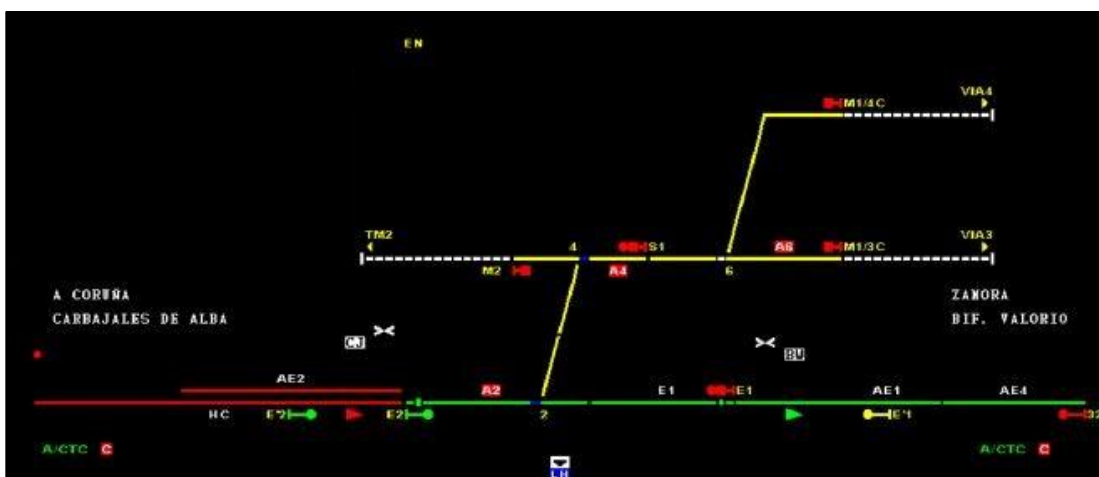 EN
VIA4
M1/4C
TM2
4
S1
A6
M1/3C
VIA3
M2
A4
6
A CORUÑA
CARBAJALES DE ALBA
ZAMORA
BIF. VALORIO
CJ
BU
AE2
A2
E1
E1
AE1
AE4
HC
E'2
E2
2
E'1
A/CTC C
LH
A/CTC C